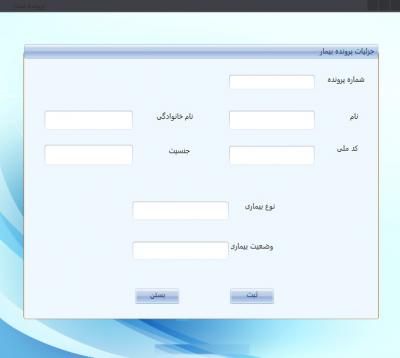 جزئیات پرونده بیمار
شماره پرونده
نام
نام خانوادگی
کد ملی
جنسیت
نوع بیماری
وضعیت بیماری
ثبت
بستن